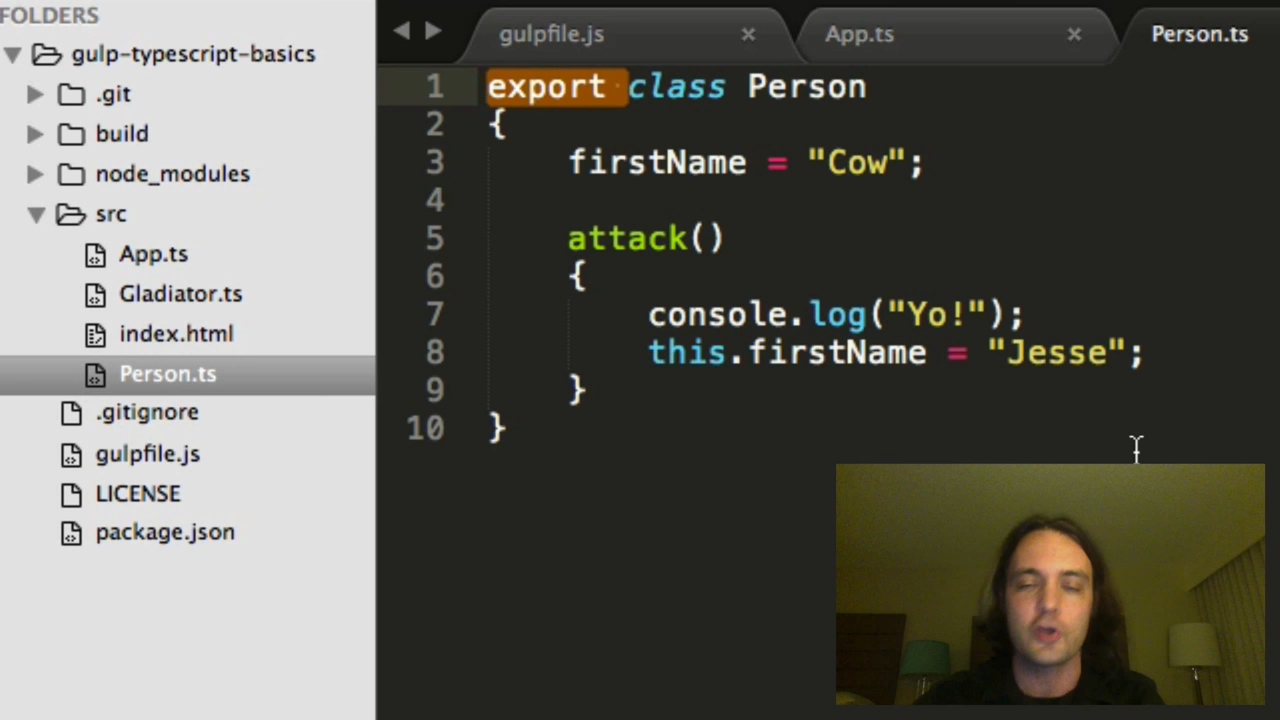 FOLDERS
gulp-typescript-basics
.git
build
node_modules
src
App.ts
Gladiator.ts
index.html
Person.ts
.gitignore
gulpfile.js
LICENSE
package.json
gulpfile.js × App.ts × Person.ts
1 export class Person
2 {
3 firstName = "Cow";
4
5 attack()
6 {
7 console.log("Yo!");
8 this.firstName = "Jesse";
9 }
10 }